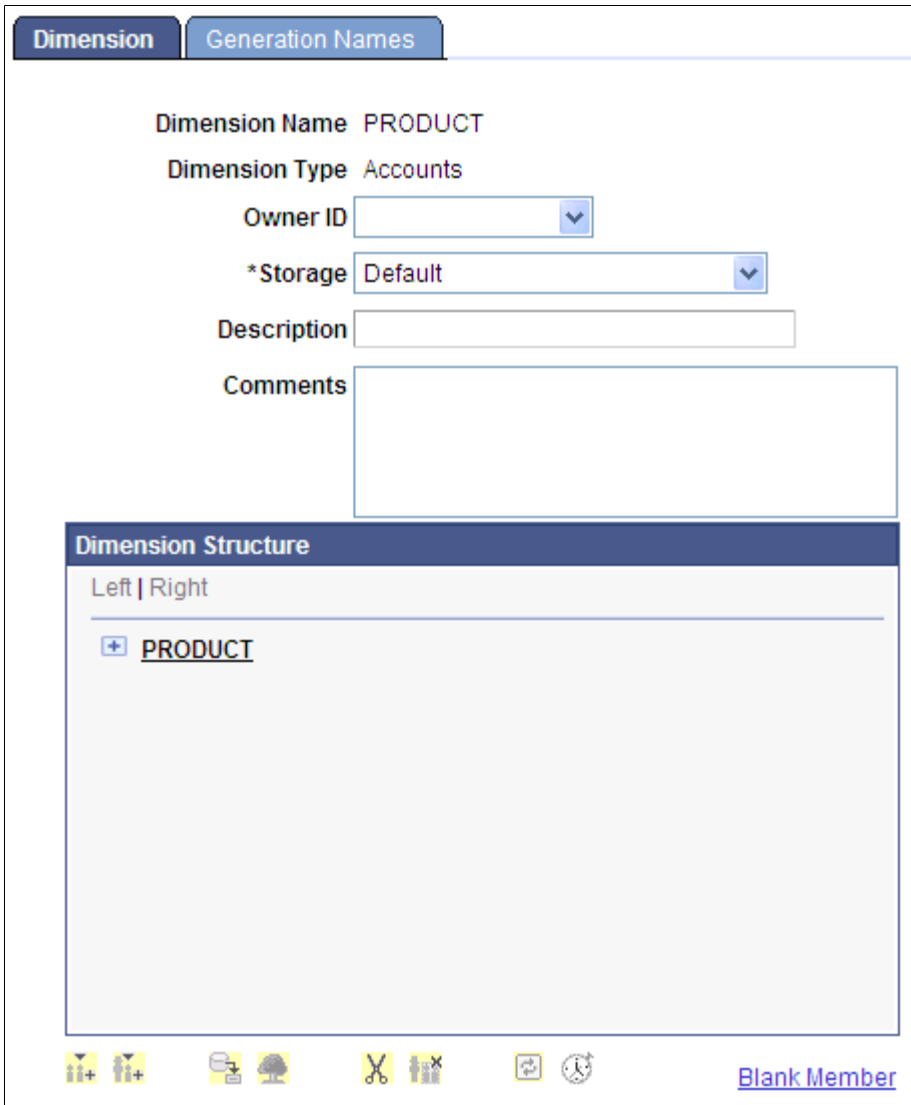 Dimension Generation Names
Dimension Name PRODUCT
Dimension Type Accounts
Owner ID
*Storage Default
Description
Comments
Dimension Structure
Left | Right
PRODUCT
Blank Member